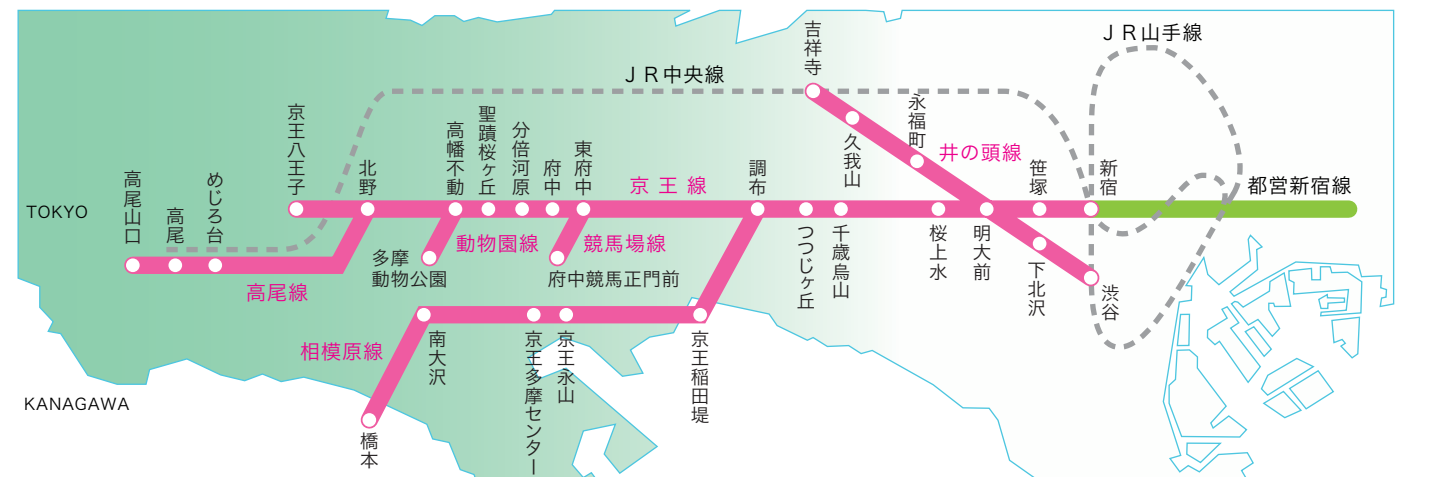 JR山手線
吉祥寺
JR中央線
永福町
久我山
井の頭線
京王八王子
北野
高幡不動
聖蹟桜ヶ丘
分倍河原
府中
東府中
京王線
調布
笹塚
新宿
都営新宿線
高尾山口
高尾
めじろ台
TOKYO
多摩
動物公園
動物園線
競馬場線
府中競馬正門前
つつじヶ丘
千歳烏山
桜上水
明大前
下北沢
渋谷
高尾線
相模原線
南大沢
京王多摩センター
京王永山
京王稲田堤
KANAGAWA
橋本